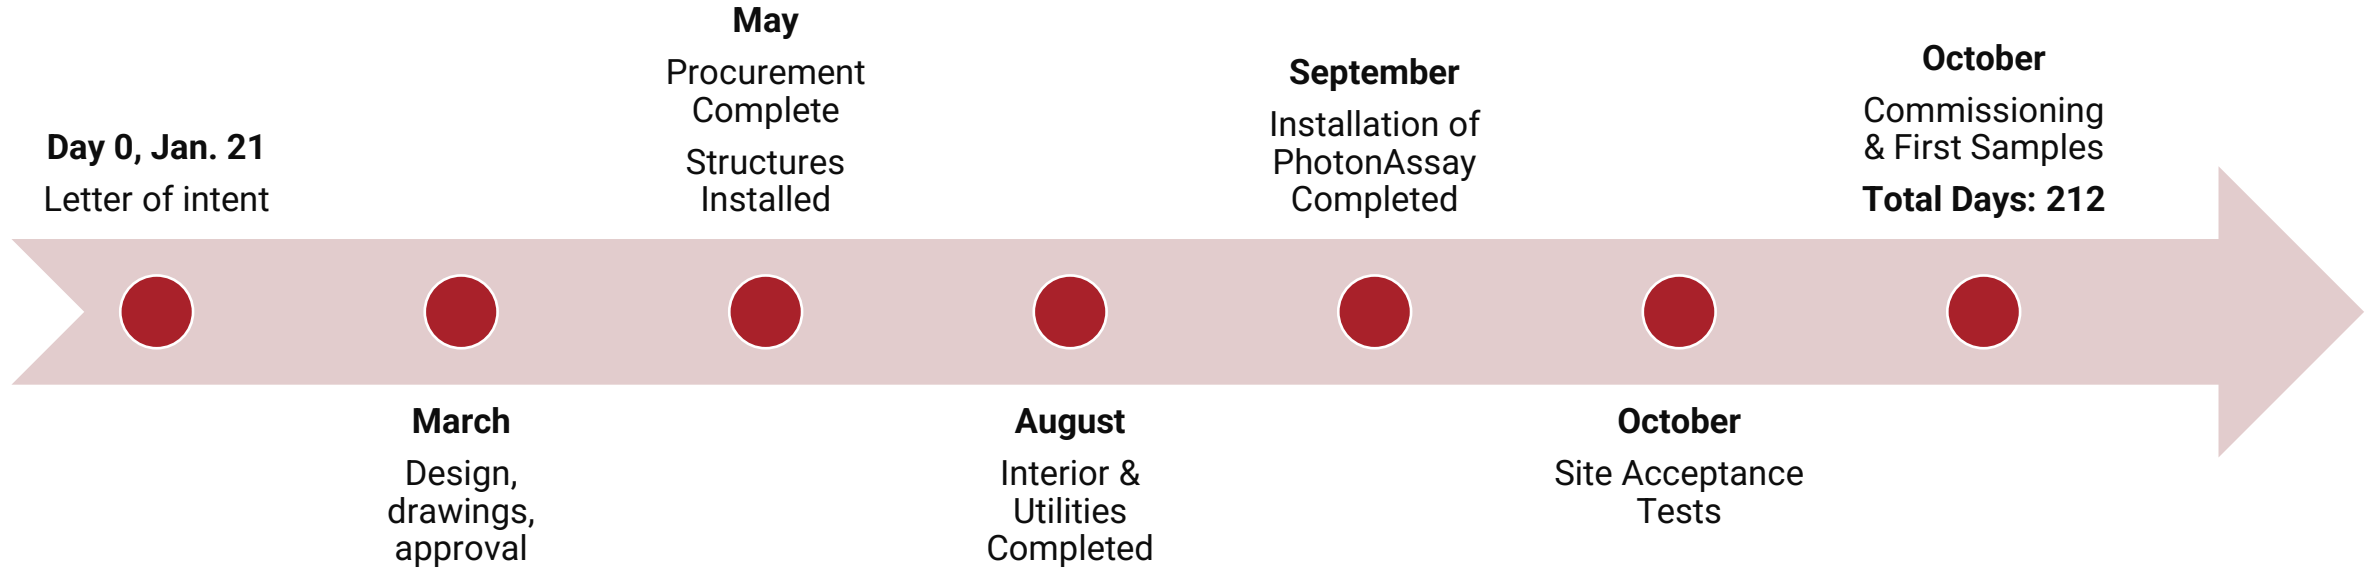 Day 0, Jan. 21
Letter of intent
March
Design,
drawings,
approval
May
Procurement
Complete
Structures
Installed
August
Interior &
Utilities
Completed
September
Installation of
PhotonAssay
Completed
October
Site Acceptance
Tests
October
Commissioning
& First Samples
Total Days: 212